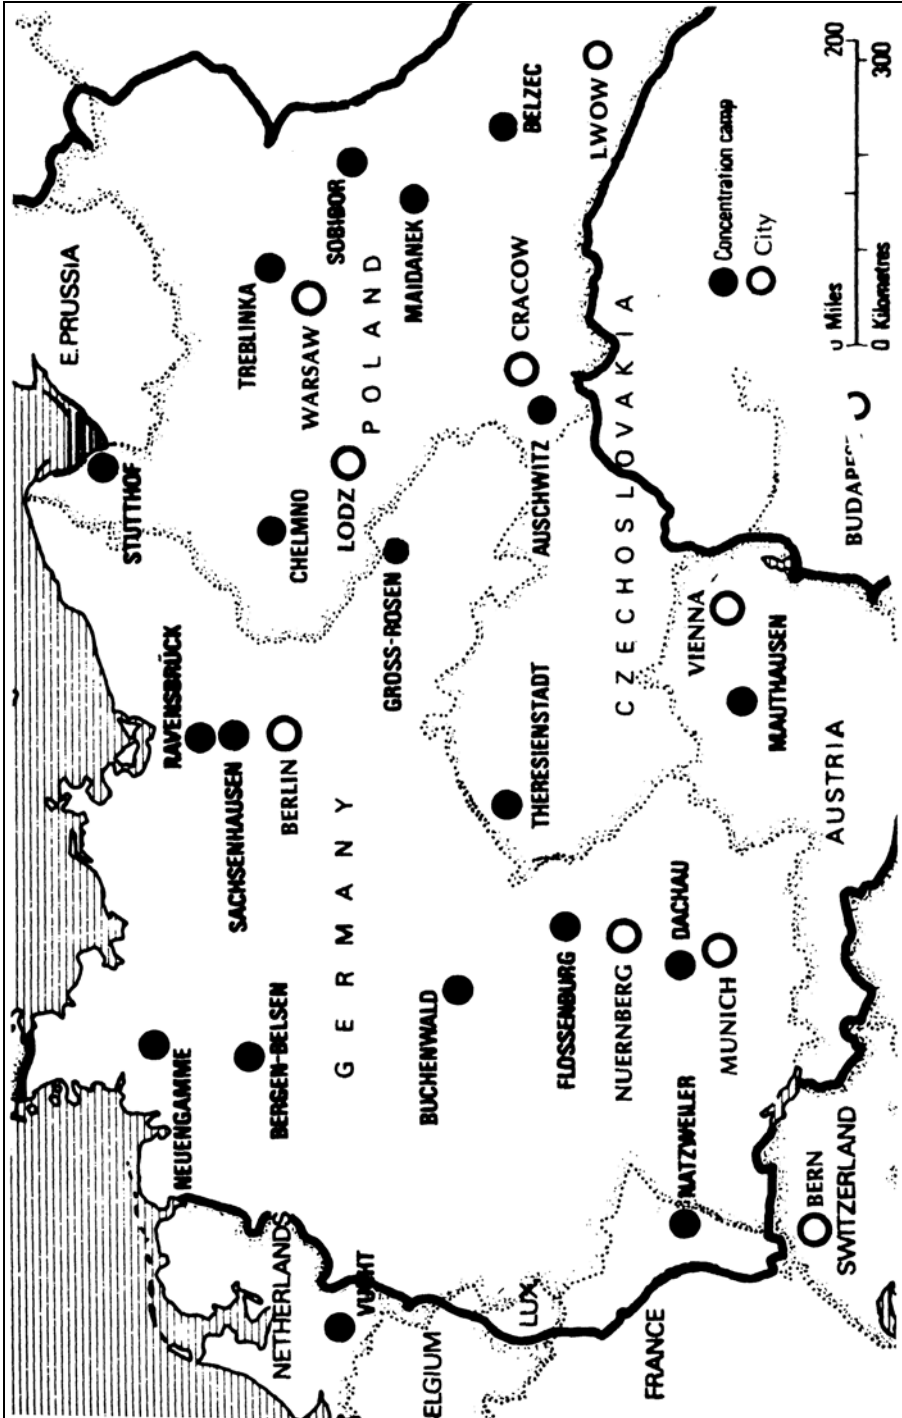 E.PRUSSIA
STUTTHOF
RAVENSBRÜCK
NEUENGAMME
SACHSENHAUSEN
TREBLINKA
BERGEN-BELSEN
NETHERLANDS
BERLIN
CHELMNO
WARSAW
SOBIBOR
LODZ
GERMANY
VUCHT
POLAND
GROSS-ROSEN
MAIDANEK
BUCHENWALD
ELGIUM
CRACOW
LUX
BELZEC
THERESIENSTADT
AUSCHWITZ
FLOSSENBURG
LWOW
NUERNBERG
CZECHOSLOVAKIA
FRANCE
DACHAU
NATZWEILER
VIENNA
Concentration camp
MUNICH
City
MAUTHAUSEN
BERN
AUSTRIA
0 Miles 200
SWITZERLAND
BUDAPES
0 Kilometres 300